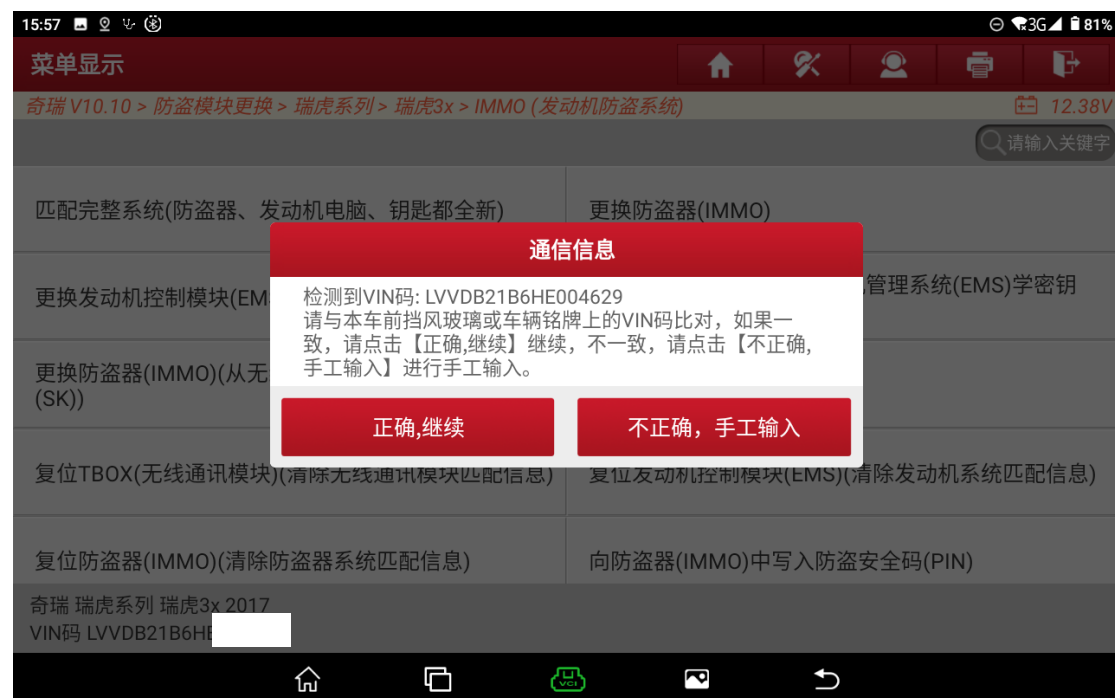 15:57
3G 81%
菜单显示
奇瑞 V10.10 > 防盗模块更换 > 瑞虎系列 > 瑞虎3x > IMMO (发动机防盗系统)
12.38V
请输入关键字
匹配完整系统(防盗器、发动机电脑、钥匙都全新)
更换防盗器(IMMO)
通信信息
更换发动机控制模块(EM
管理系统(EMS)学密钥
检测到VIN码: LVVDB21B6HE004629
请与本车前挡风玻璃或车辆铭牌上的VIN码比对，如果一
致，请点击【正确,继续】继续，不一致，请点击【不正确,
手工输入】进行手工输入。
更换防盗器(IMMO)(从无
(SK))
正确,继续
不正确，手工输入
复位TBOX(无线通讯模块)(清除无线通讯模块匹配信息)
复位发动机控制模块(EMS)(清除发动机系统匹配信息)
复位防盗器(IMMO)(清除防盗器系统匹配信息)
向防盗器(IMMO)中写入防盗安全码(PIN)
奇瑞 瑞虎系列 瑞虎3x 2017
VIN码 LVVDB21B6HE
VCI